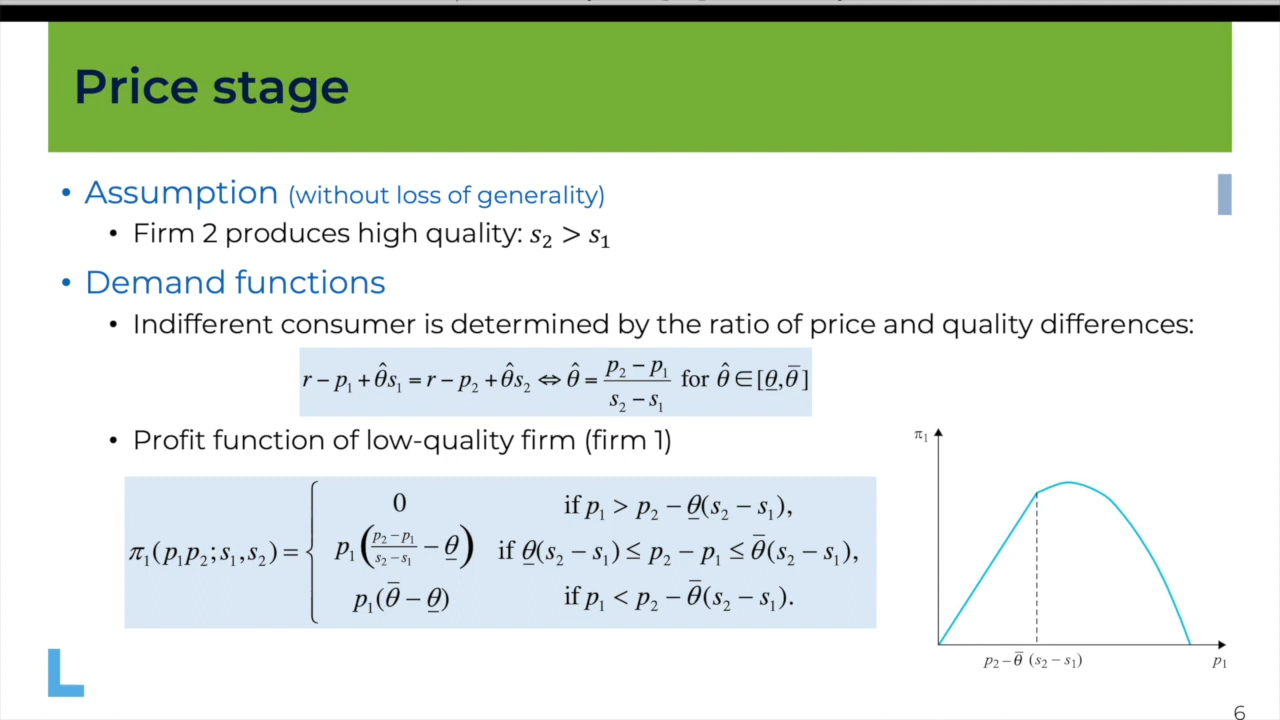 Price stage
• Assumption (without loss of generality)
• Firm 2 produces high quality: s₂ > s₁
• Demand functions
• Indifferent consumer is determined by the ratio of price and quality differences:
r − p₁ + θ̂s₁ = r − p₂ + θ̂s₂ ⇔ θ̂ = (p₂ − p₁)/(s₂ − s₁) for θ̂ ∈ [θ̲, θ̄]
• Profit function of low-quality firm (firm 1)
π₁(p₁p₂; s₁, s₂) = {
0 if p₁ > p₂ − θ̲(s₂ − s₁),
p₁((p₂ − p₁)/(s₂ − s₁) − θ̲) if θ̲(s₂ − s₁) ≤ p₂ − p₁ ≤ θ̄(s₂ − s₁),
p₁(θ̄ − θ̲) if p₁ < p₂ − θ̄(s₂ − s₁).
π₁
p₂ − θ̄ (s₂ − s₁)
p₁
6